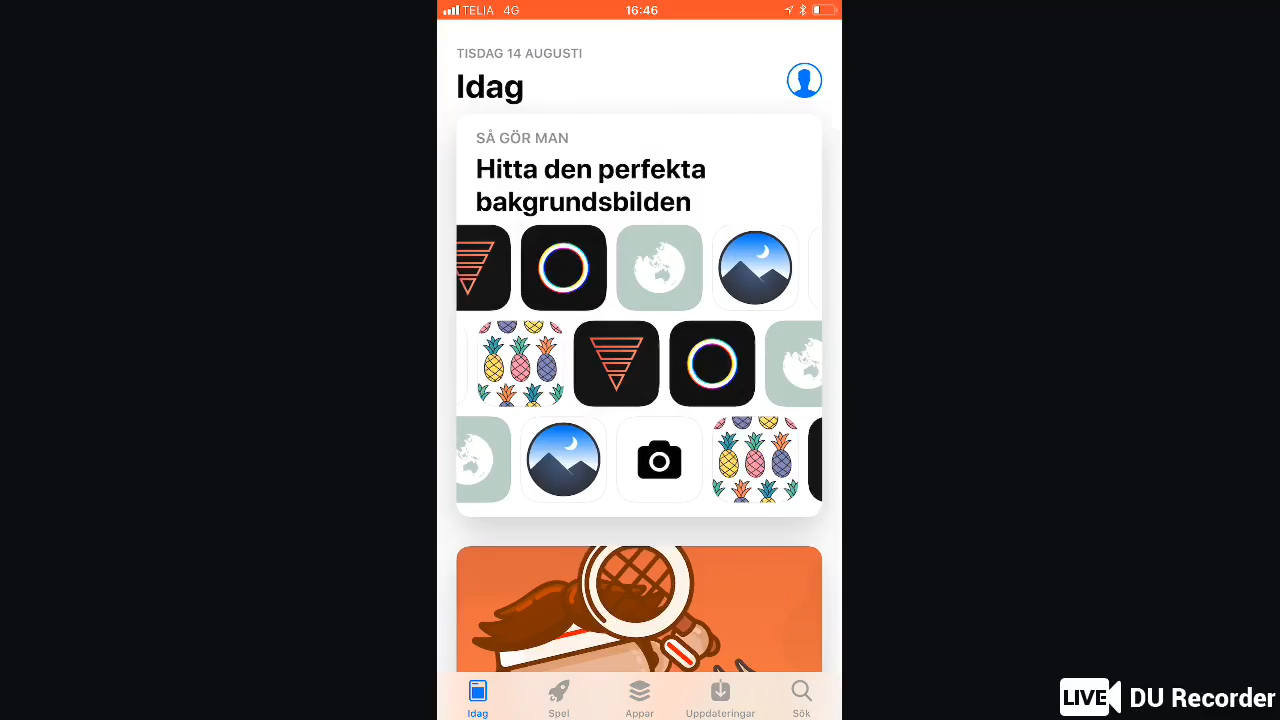 TELIA 4G 16:46
TISDAG 14 AUGUSTI
Idag
SÅ GÖR MAN
Hitta den perfekta
bakgrundsbilden
Idag Spel Appar Uppdateringar Sök
LIVE DU Recorder